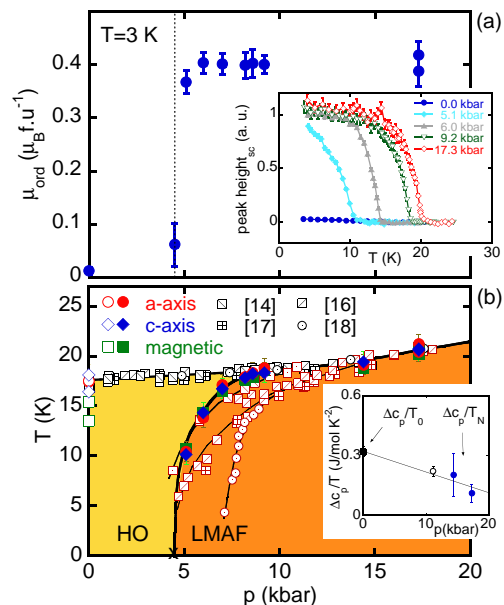 (a)
T=3 K
μord (μB f.u⁻¹)
0.4
0.3
0.2
0.1
0
peak height sc (a. u.)
1
0.5
0
0.0 kbar
5.1 kbar
6.0 kbar
9.2 kbar
17.3 kbar
0 10 20 30
T (K)
(b)
a-axis [14] [16]
c-axis [17] [18]
magnetic
T (K)
25
20
15
10
5
0
HO LMAF
Δcp/T (J/mol K⁻²)
0.6
0.3
0
Δcp/T0 Δcp/TN
0 10 20
p(kbar)
0 5 10 15 20
p (kbar)